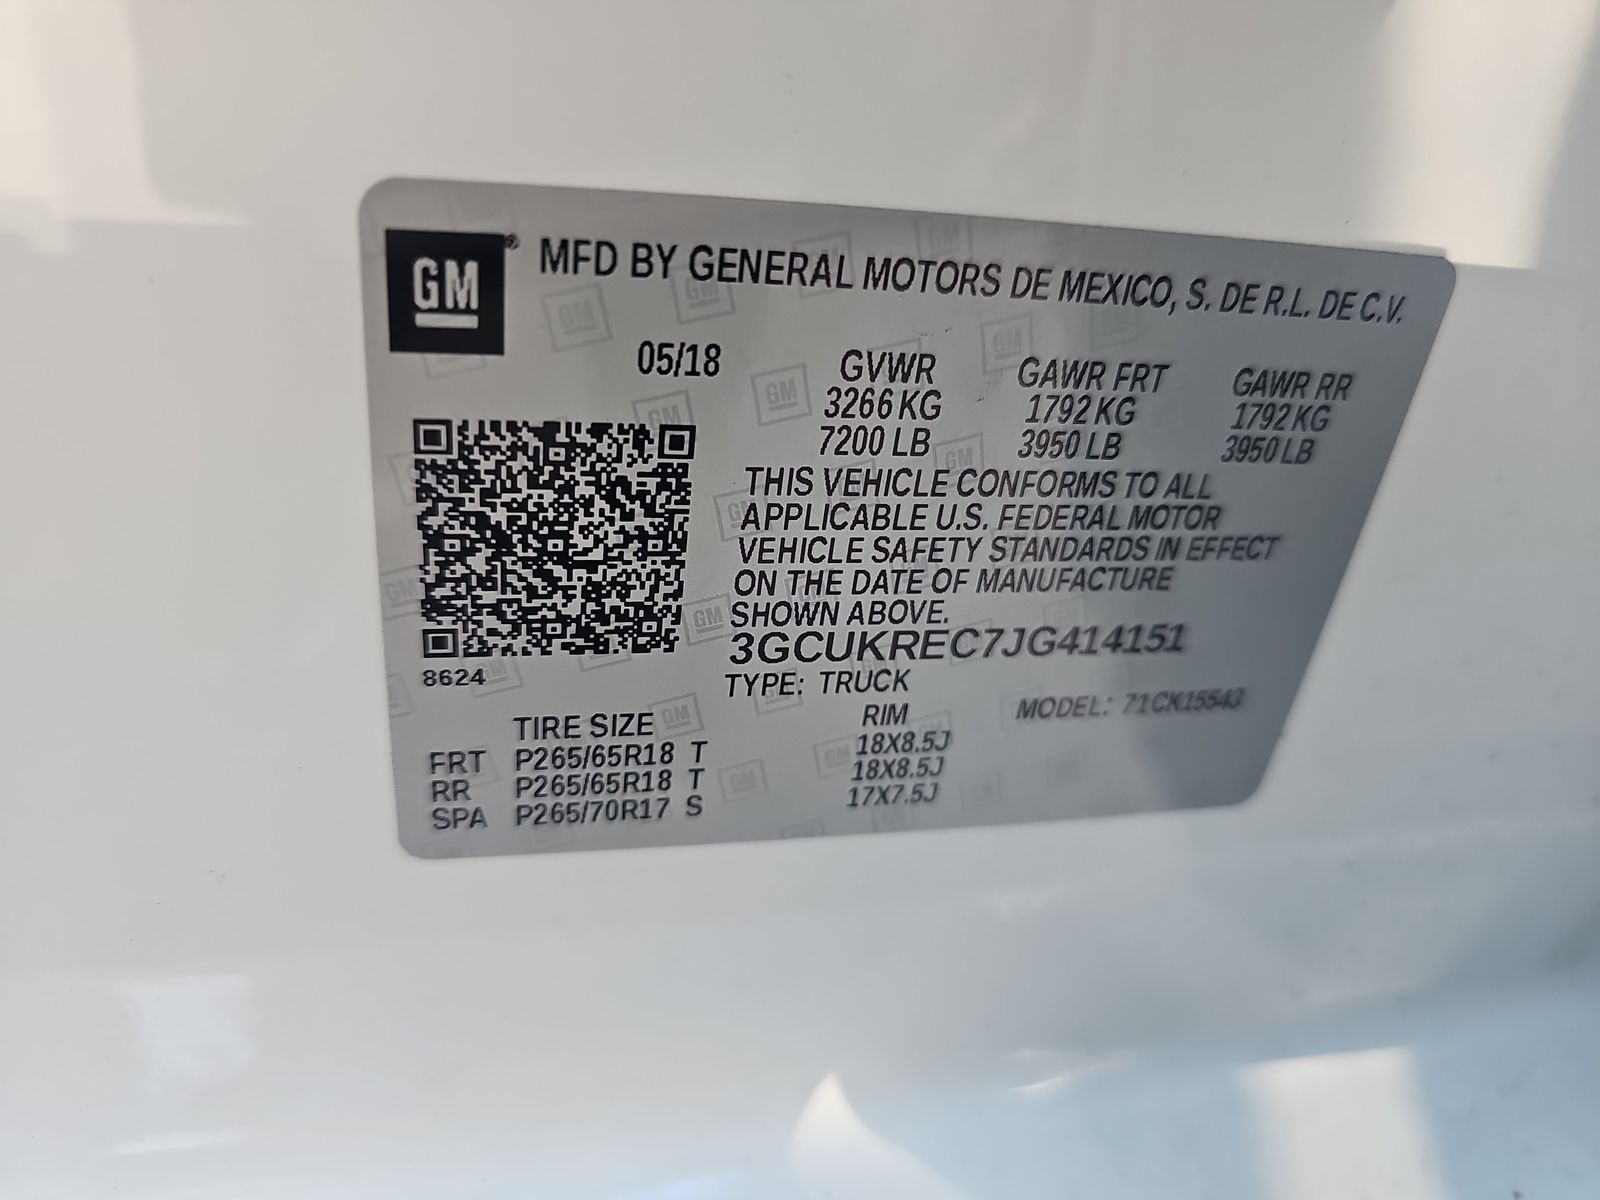 GM® MFD BY GENERAL MOTORS DE MEXICO, S. DE R.L. DE C.V.
05/18 GVWR GAWR FRT GAWR RR
3266 KG 1792 KG 1792 KG
7200 LB 3950 LB 3950 LB
THIS VEHICLE CONFORMS TO ALL
APPLICABLE U.S. FEDERAL MOTOR
VEHICLE SAFETY STANDARDS IN EFFECT
ON THE DATE OF MANUFACTURE
SHOWN ABOVE.
3GCUKREC7JG414151
8624
TYPE: TRUCK
MODEL: 71CK15543
TIRE SIZE RIM
FRT P265/65R18 T 18X8.5J
RR P265/65R18 T 18X8.5J
SPA P265/70R17 S 17X7.5J